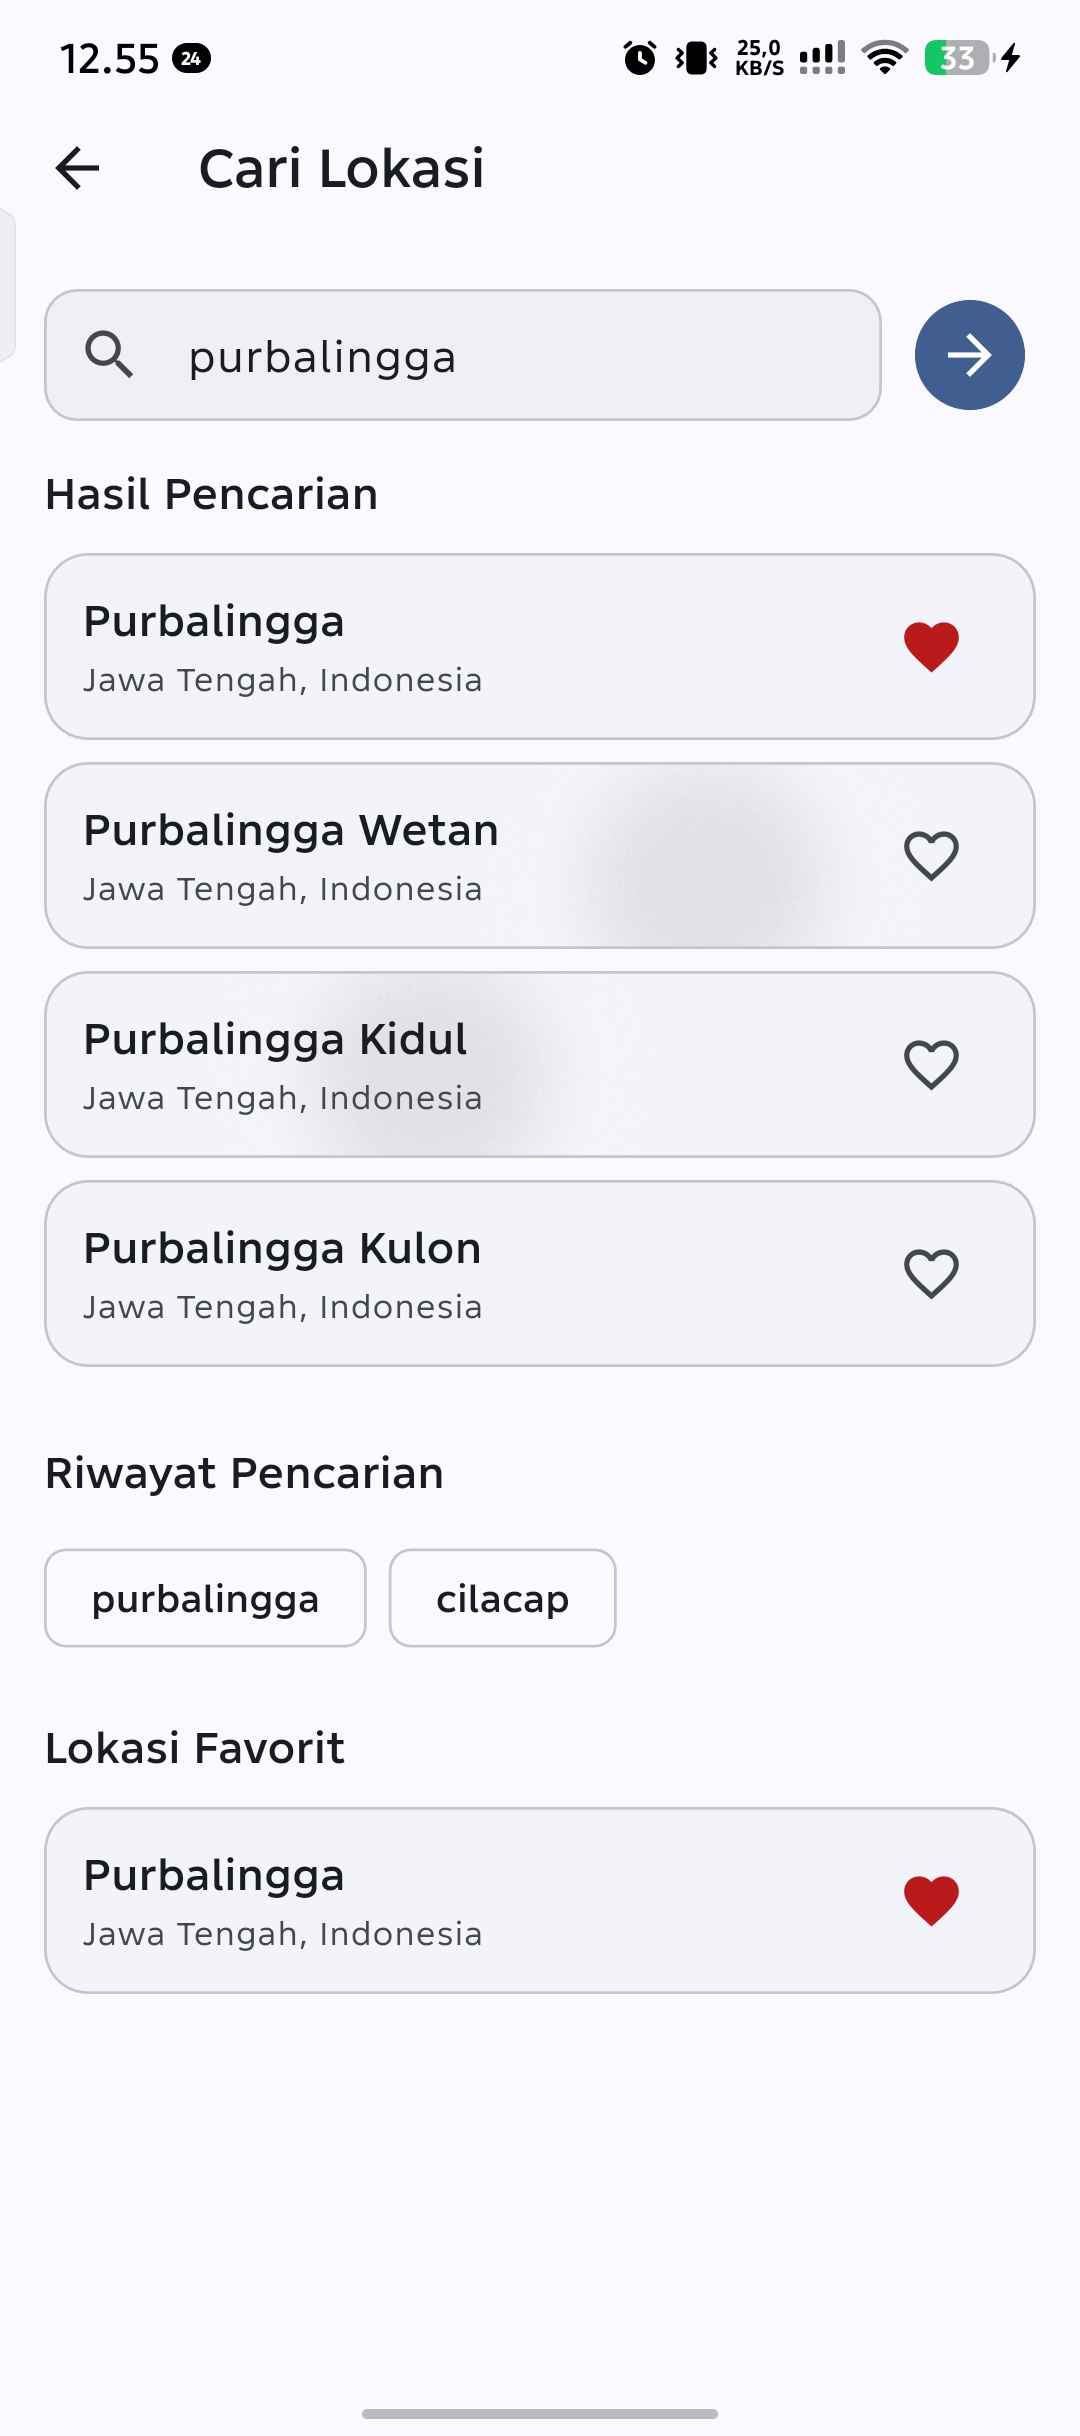 12.55 24 25,0 KB/S 33
Cari Lokasi
purbalingga
Hasil Pencarian
Purbalingga
Jawa Tengah, Indonesia
Purbalingga Wetan
Jawa Tengah, Indonesia
Purbalingga Kidul
Jawa Tengah, Indonesia
Purbalingga Kulon
Jawa Tengah, Indonesia
Riwayat Pencarian
purbalingga cilacap
Lokasi Favorit
Purbalingga
Jawa Tengah, Indonesia